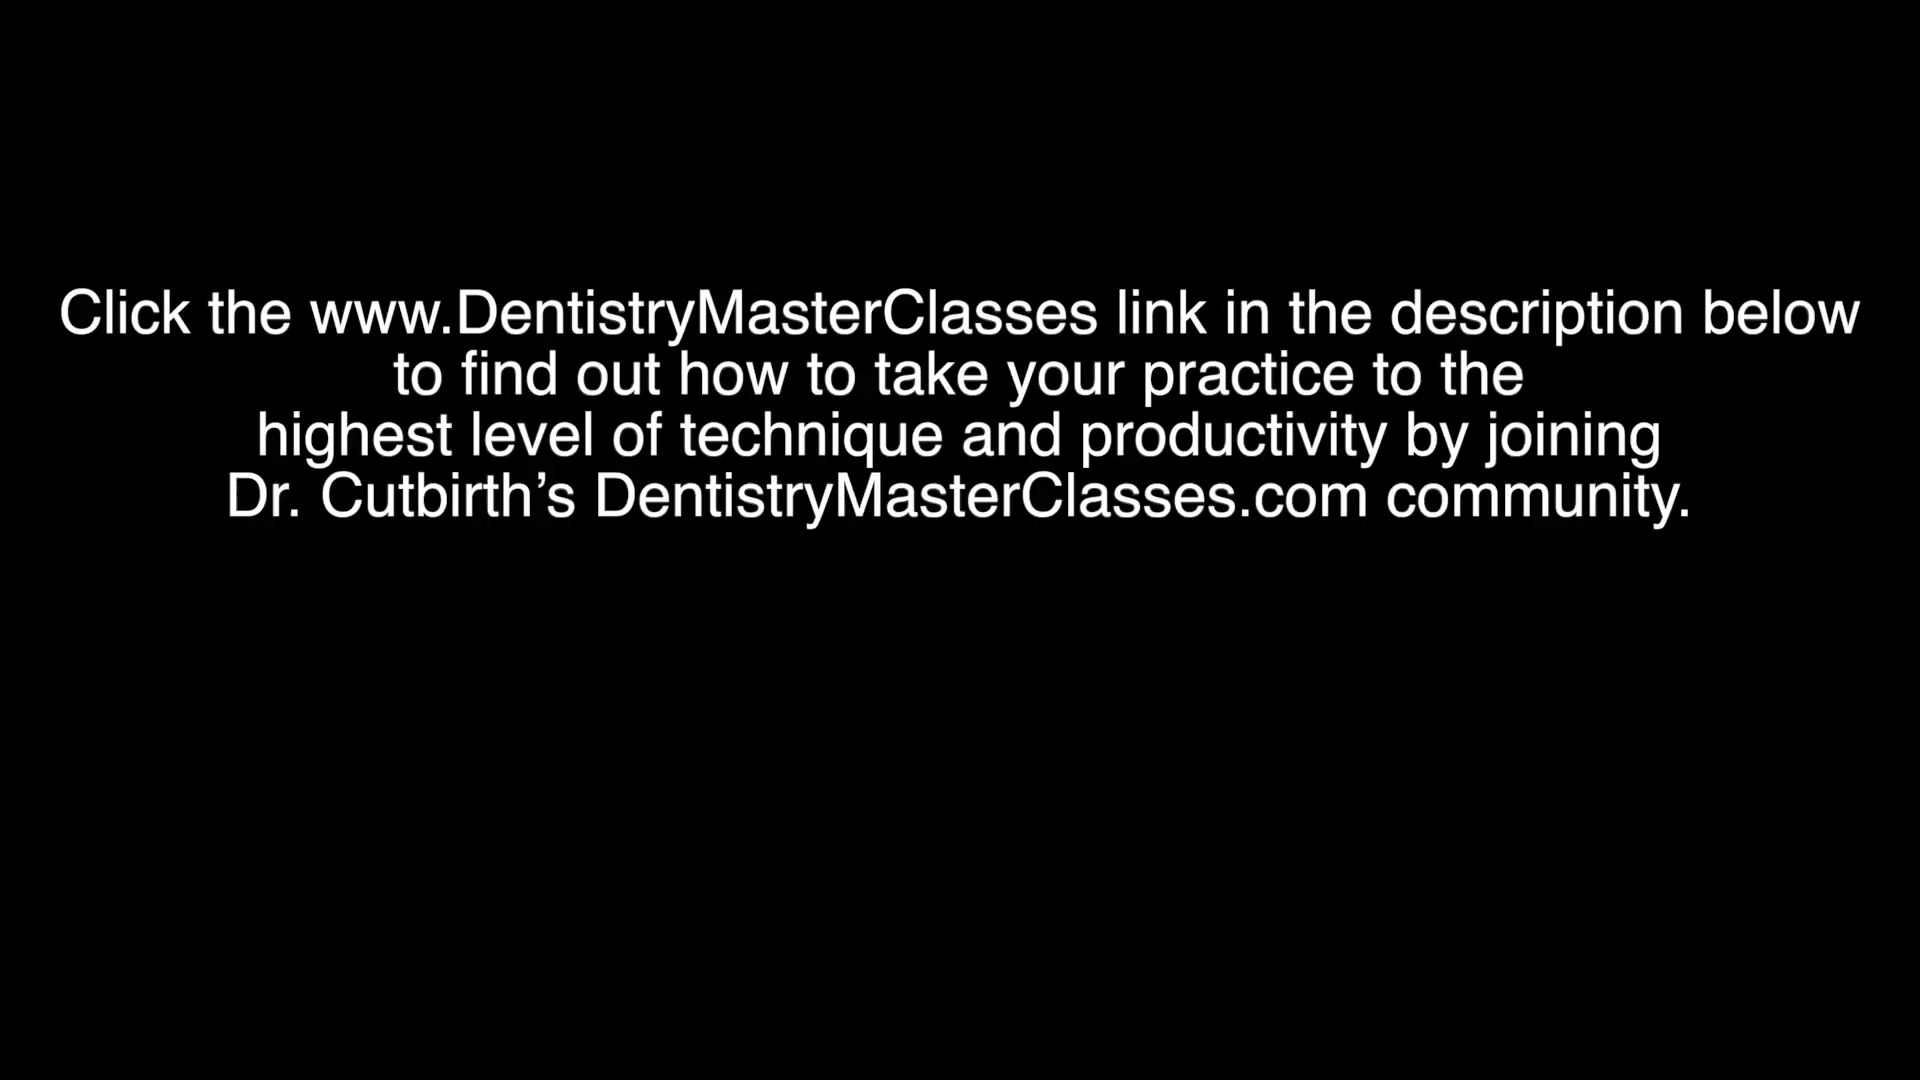 Click the www.DentistryMasterClasses link in the description below
to find out how to take your practice to the
highest level of technique and productivity by joining
Dr. Cutbirth’s DentistryMasterClasses.com community.